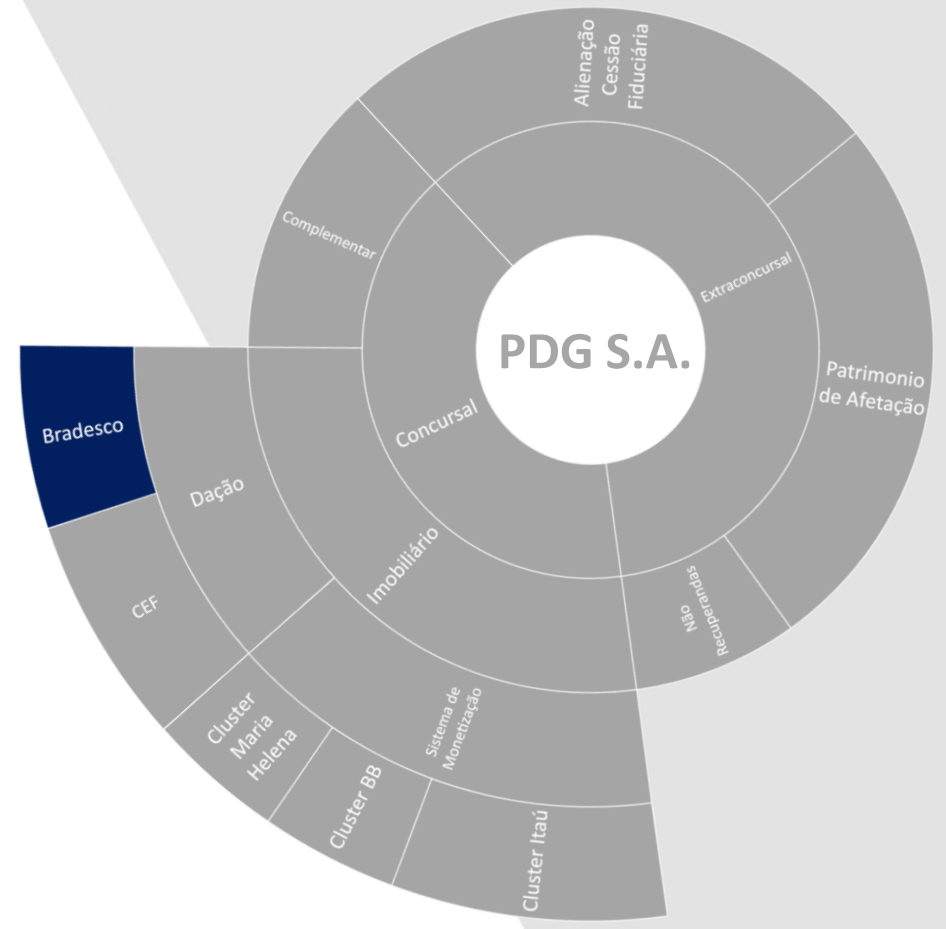 Alienação
Cessão
Fiduciária
Complementar
Extraconcursal
PDG S.A.
Patrimonio
de Afetação
Concursal
Bradesco
Dação
Imobiliário
CEF
Não
Recuperandas
Cluster
Maria
Helena
Sistema de
Monetização
Cluster BB
Cluster Itaú